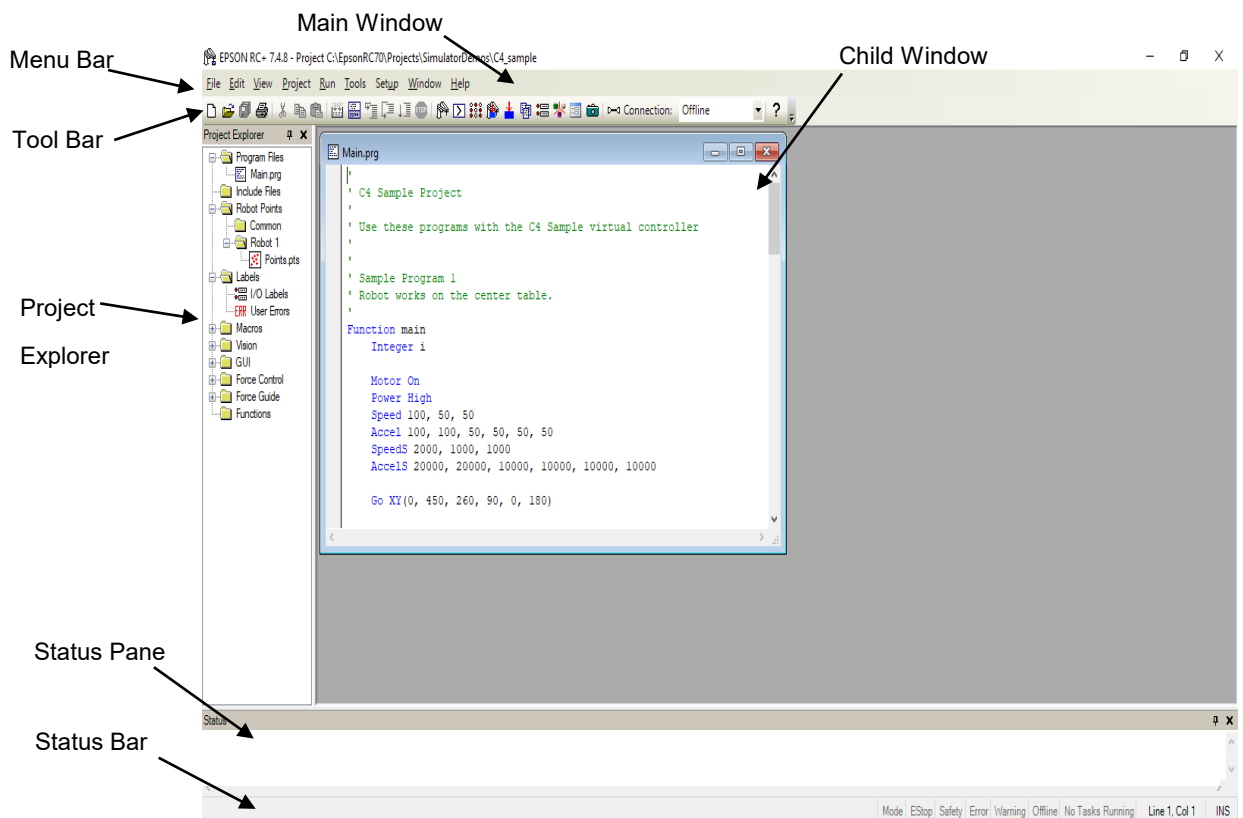 Main Window
Menu Bar
Child Window
EPSON RC+ 7.4.8 - Project C:\EpsonRC70\Projects\SimulatorDemos\C4_sample
File Edit View Project Run Tools Setup Window Help
Connection: Offline
Tool Bar
Project Explorer
Program Files
Main.prg
Include Files
Robot Points
Common
Robot 1
Points.pts
Labels
I/O Labels
ERR User Errors
Macros
Vision
GUI
Force Control
Force Guide
Functions
Project
Explorer
Main.prg
'
' C4 Sample Project
'
' Use these programs with the C4 Sample virtual controller
'
'
' Sample Program 1
' Robot works on the center table.
'
Function main
Integer i
Motor On
Power High
Speed 100, 50, 50
Accel 100, 100, 50, 50, 50, 50
SpeedS 2000, 1000, 1000
AccelS 20000, 20000, 10000, 10000, 10000, 10000
Go XY(0, 450, 260, 90, 0, 180)
Status Pane
Status
Status Bar
Mode EStop Safety Error Warning Offline No Tasks Running Line 1, Col 1 INS